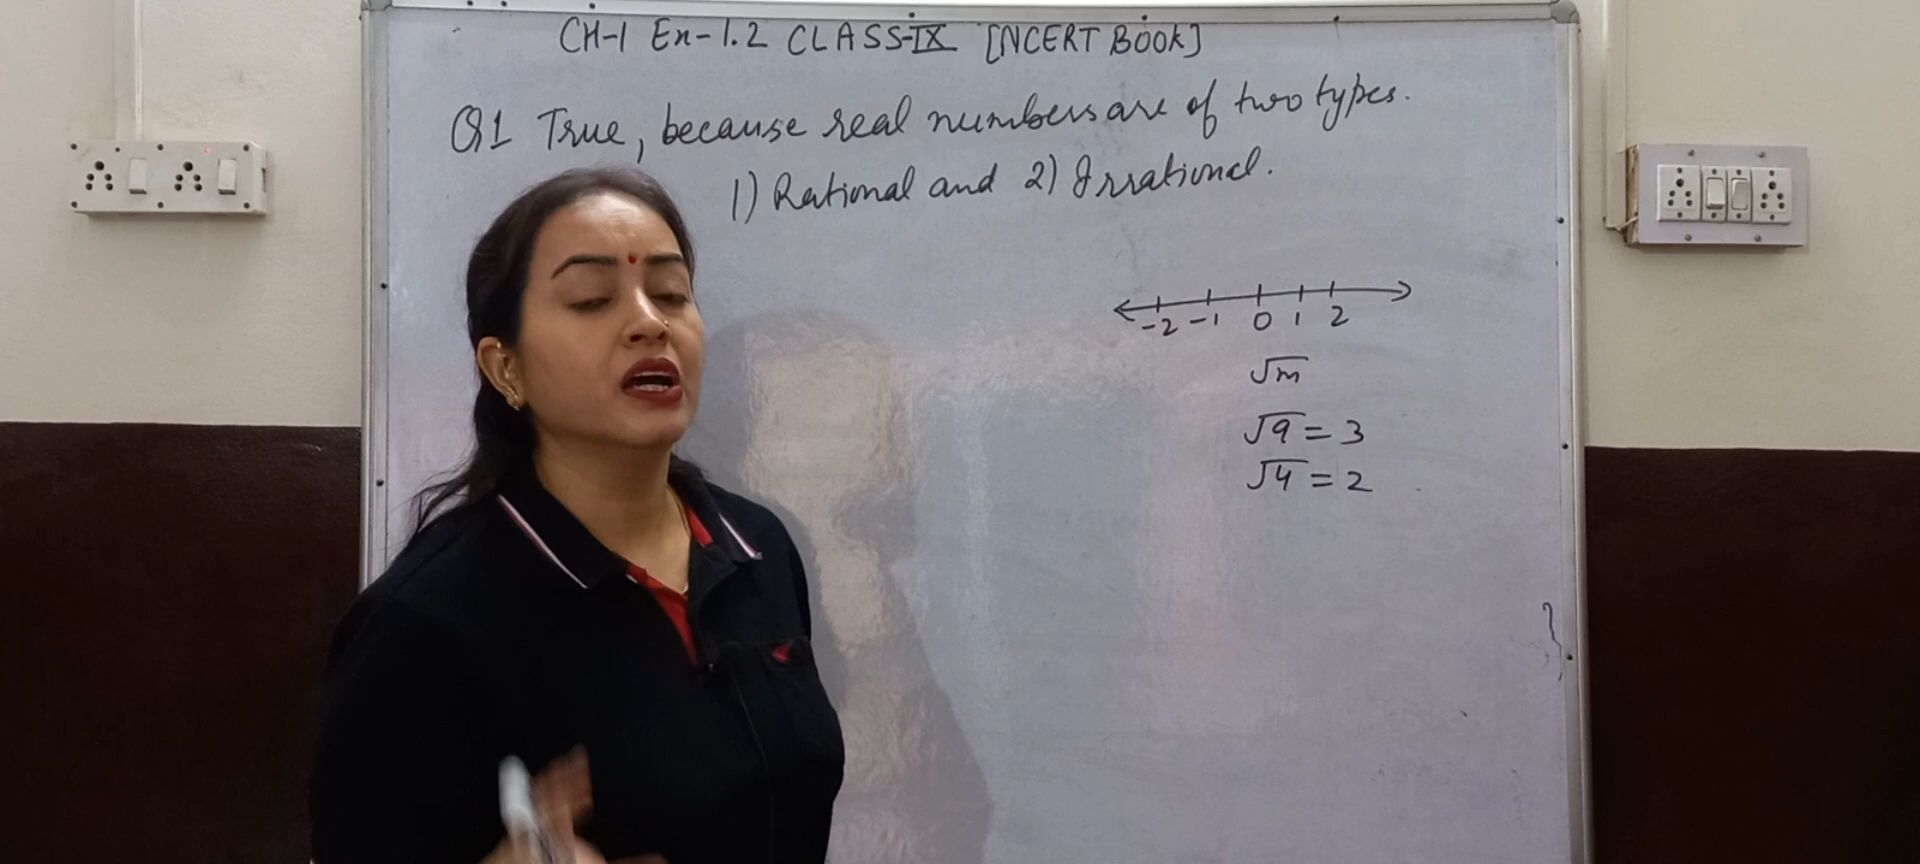 CH-1 Ex-1.2 CLASS-IX [NCERT BOOK]
Q1 True, because real numbers are of two types.
1) Rational and 2) Irrational.
-2 -1 0 1 2
√m
√9 = 3
√4 = 2